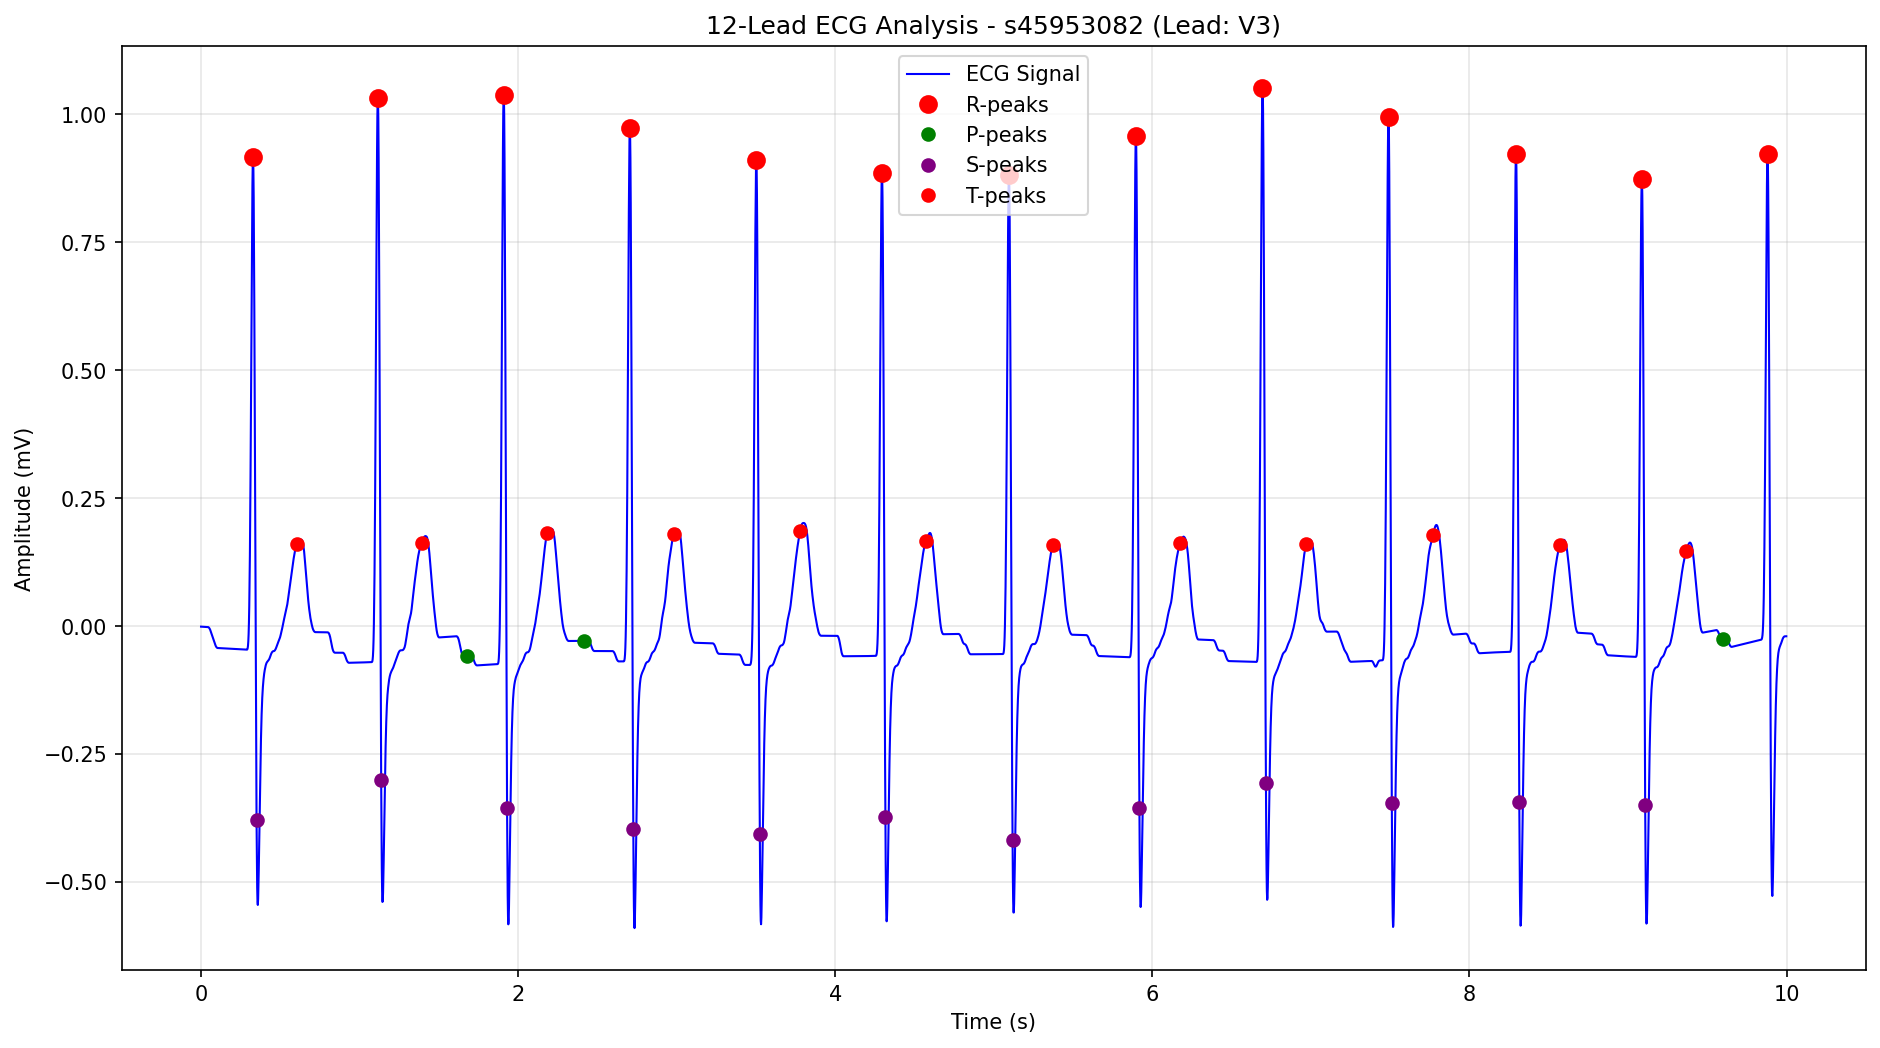 12-Lead ECG Analysis - s45953082 (Lead: V3)
ECG Signal
R-peaks
P-peaks
S-peaks
T-peaks
Amplitude (mV)
1.00
0.75
0.50
0.25
0.00
−0.25
−0.50
0 2 4 6 8 10
Time (s)